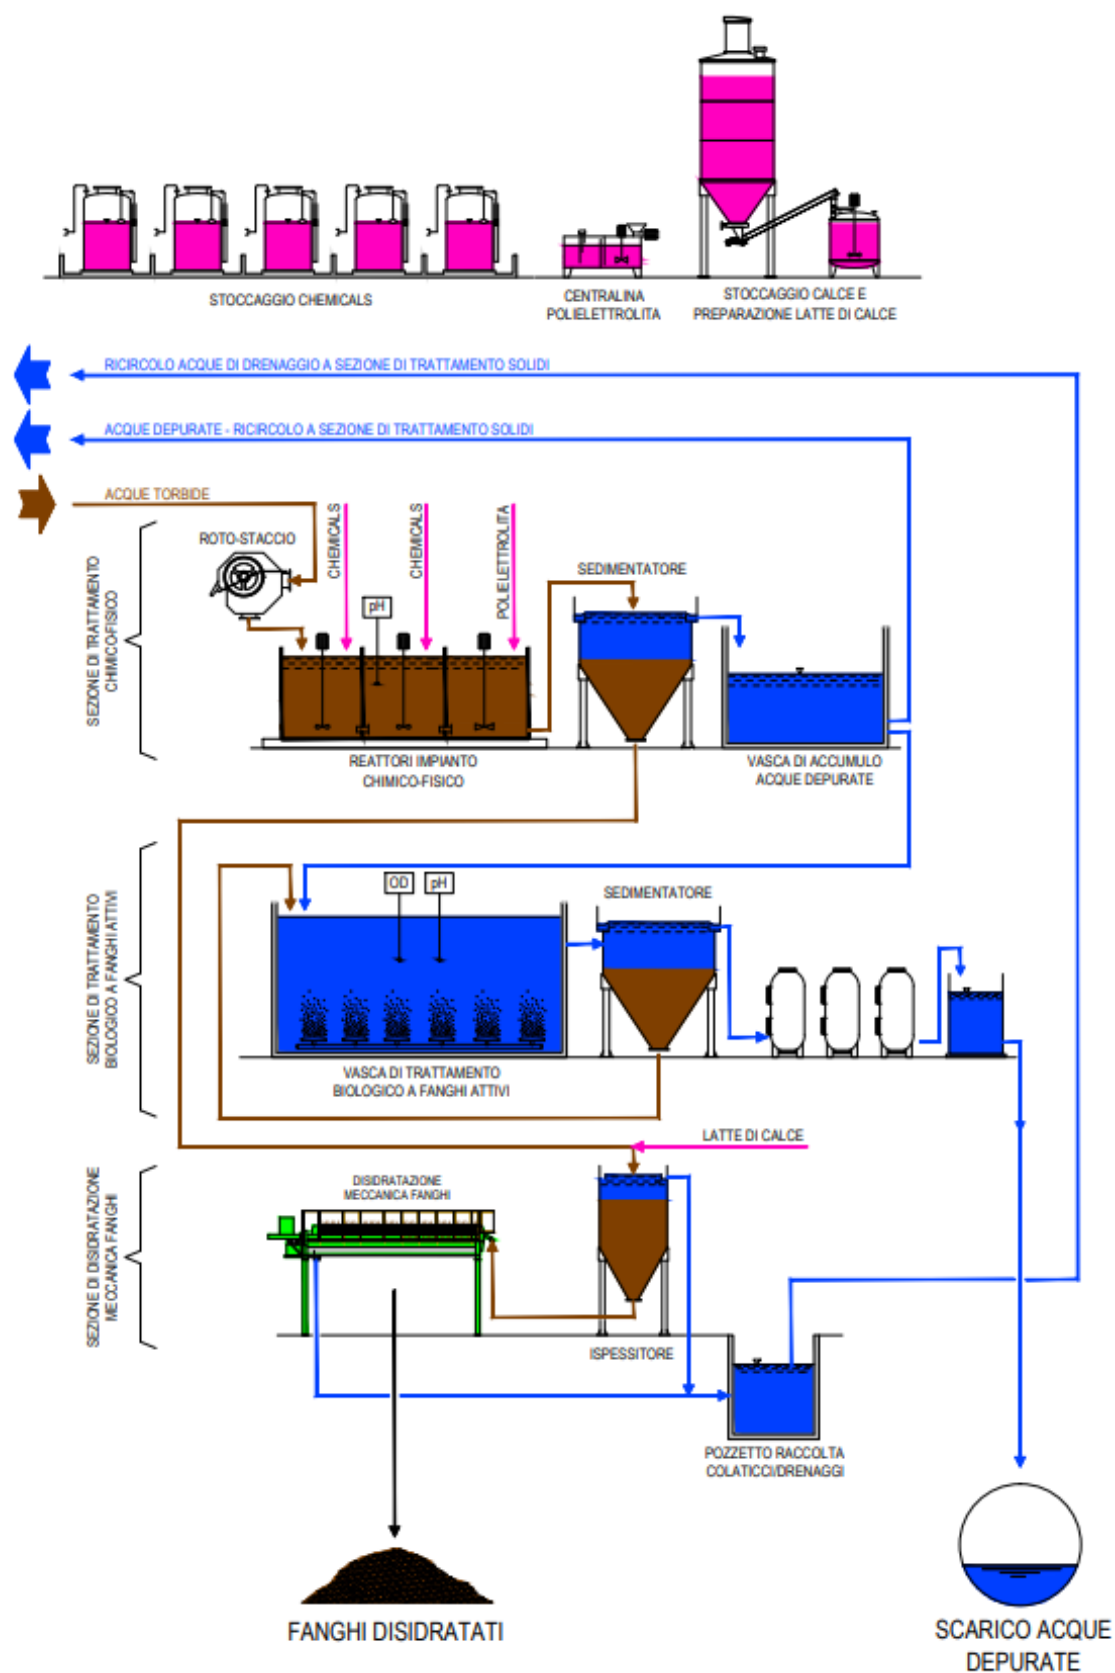 STOCCAGGIO CHEMICALS
CENTRALINA
POLIELETTROLITA
STOCCAGGIO CALCE E
PREPARAZIONE LATTE DI CALCE
RICIRCOLO ACQUE DI DRENAGGIO A SEZIONE DI TRATTAMENTO SOLIDI
ACQUE DEPURATE - RICIRCOLO A SEZIONE DI TRATTAMENTO SOLIDI
ACQUE TORBIDE
SEZIONE DI TRATTAMENTO
CHIMICO-FISICO
ROTO-STACCIO
CHEMICALS
pH
CHEMICALS
POLIELETTROLITA
SEDIMENTATORE
REATTORI IMPIANTO
CHIMICO-FISICO
VASCA DI ACCUMULO
ACQUE DEPURATE
SEZIONE DI TRATTAMENTO
BIOLOGICO A FANGHI ATTIVI
OD
pH
SEDIMENTATORE
VASCA DI TRATTAMENTO
BIOLOGICO A FANGHI ATTIVI
LATTE DI CALCE
SEZIONE DI DISIDRATAZIONE
MECCANICA FANGHI
DISIDRATAZIONE
MECCANICA FANGHI
ISPESSITORE
POZZETTO RACCOLTA
COLATICCI/DRENAGGI
FANGHI DISIDRATATI
SCARICO ACQUE
DEPURATE